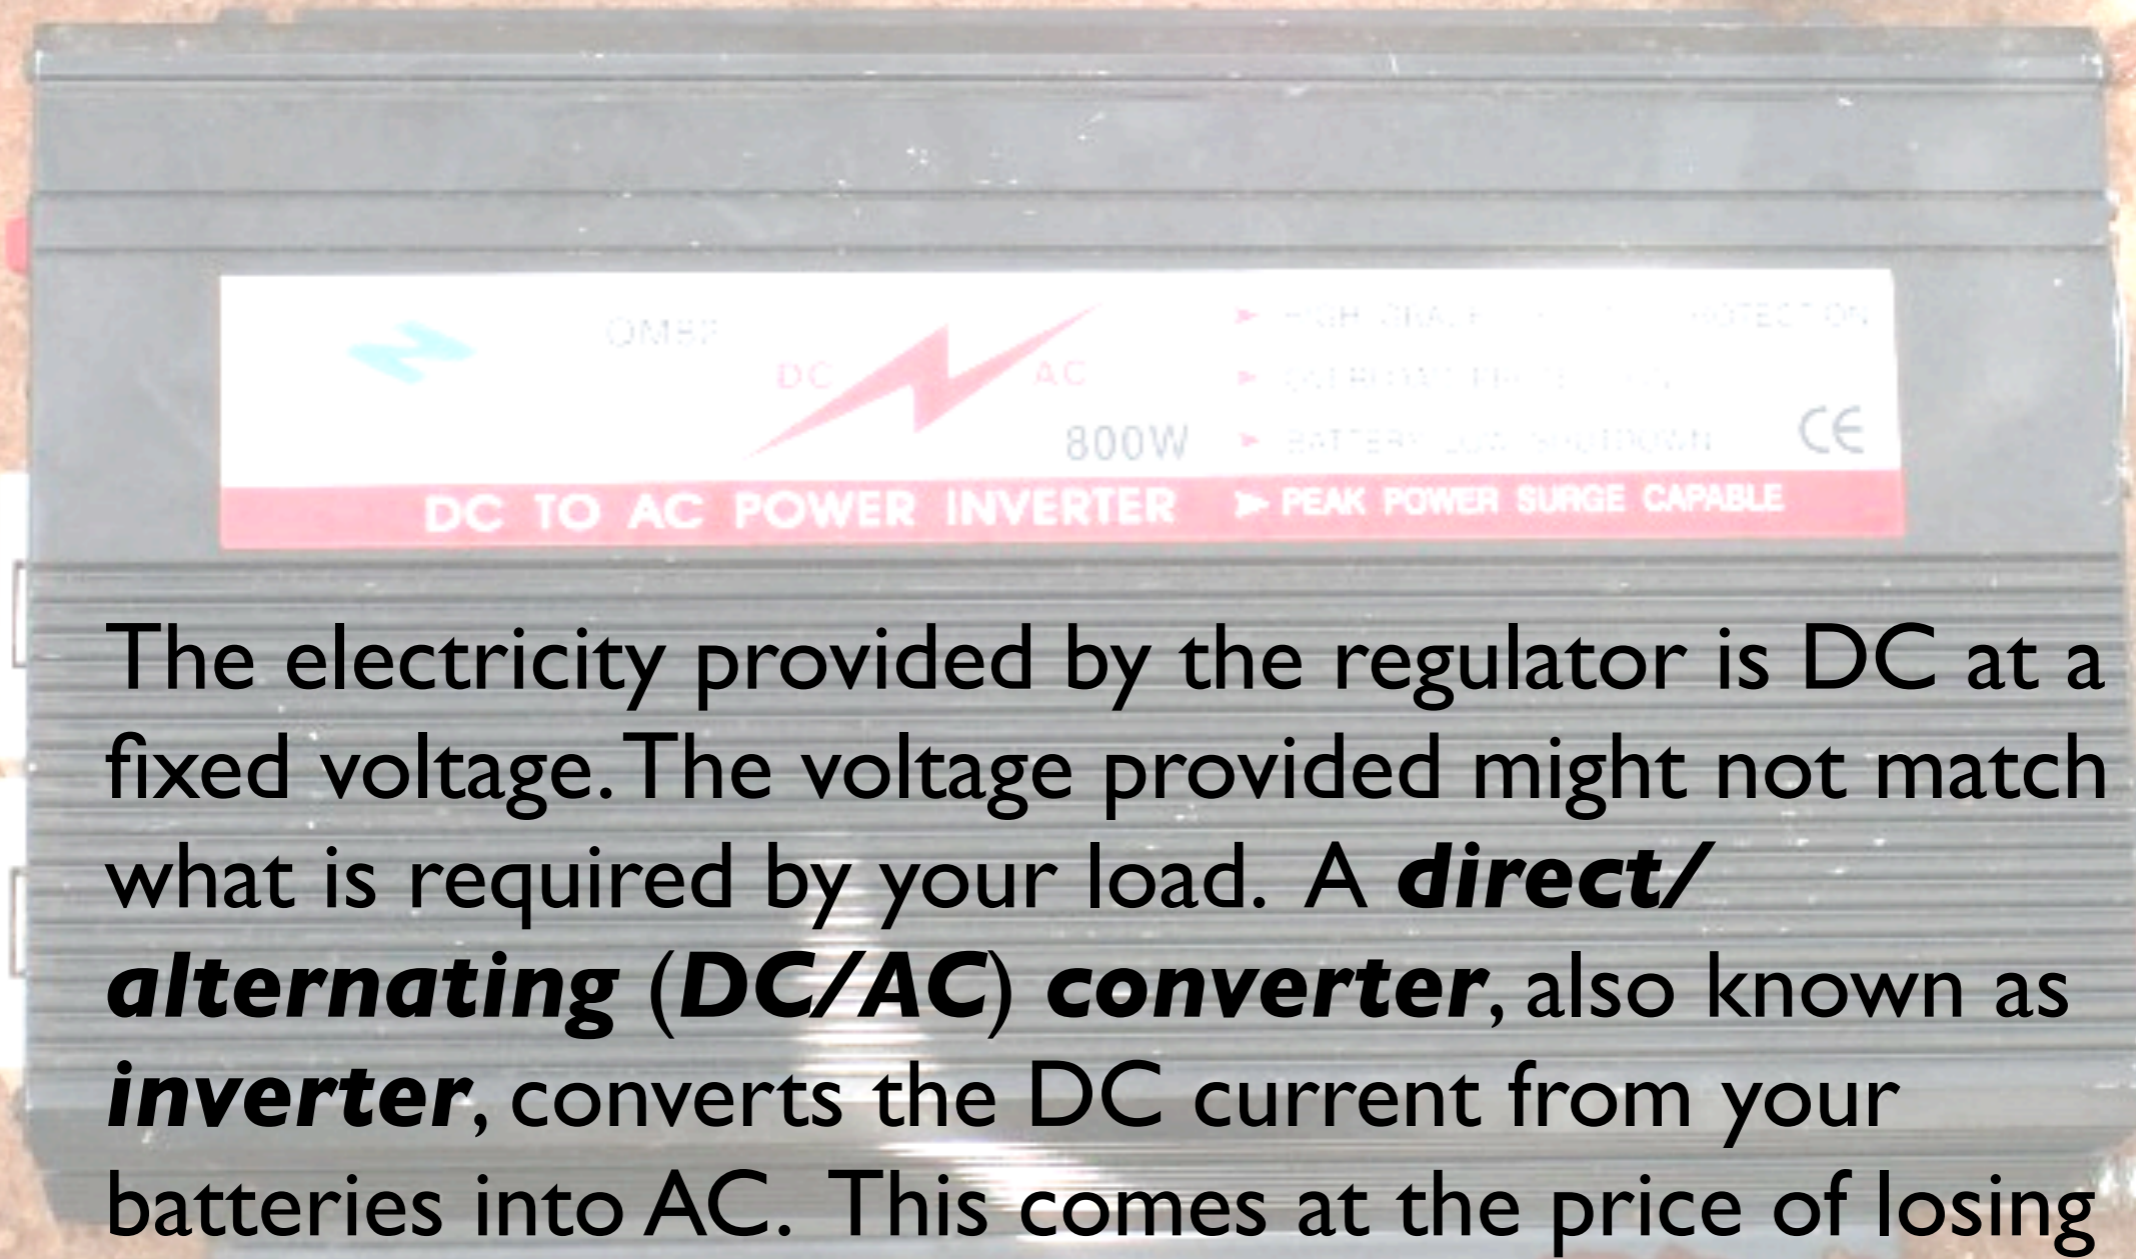 DC
AC
800W
BATTERY LOW SHUTDOWN
CE
DC TO AC POWER INVERTER
PEAK POWER SURGE CAPABLE
The electricity provided by the regulator is DC at a
fixed voltage. The voltage provided might not match
what is required by your load. A direct/
alternating (DC/AC) converter, also known as
inverter, converts the DC current from your
batteries into AC. This comes at the price of losing